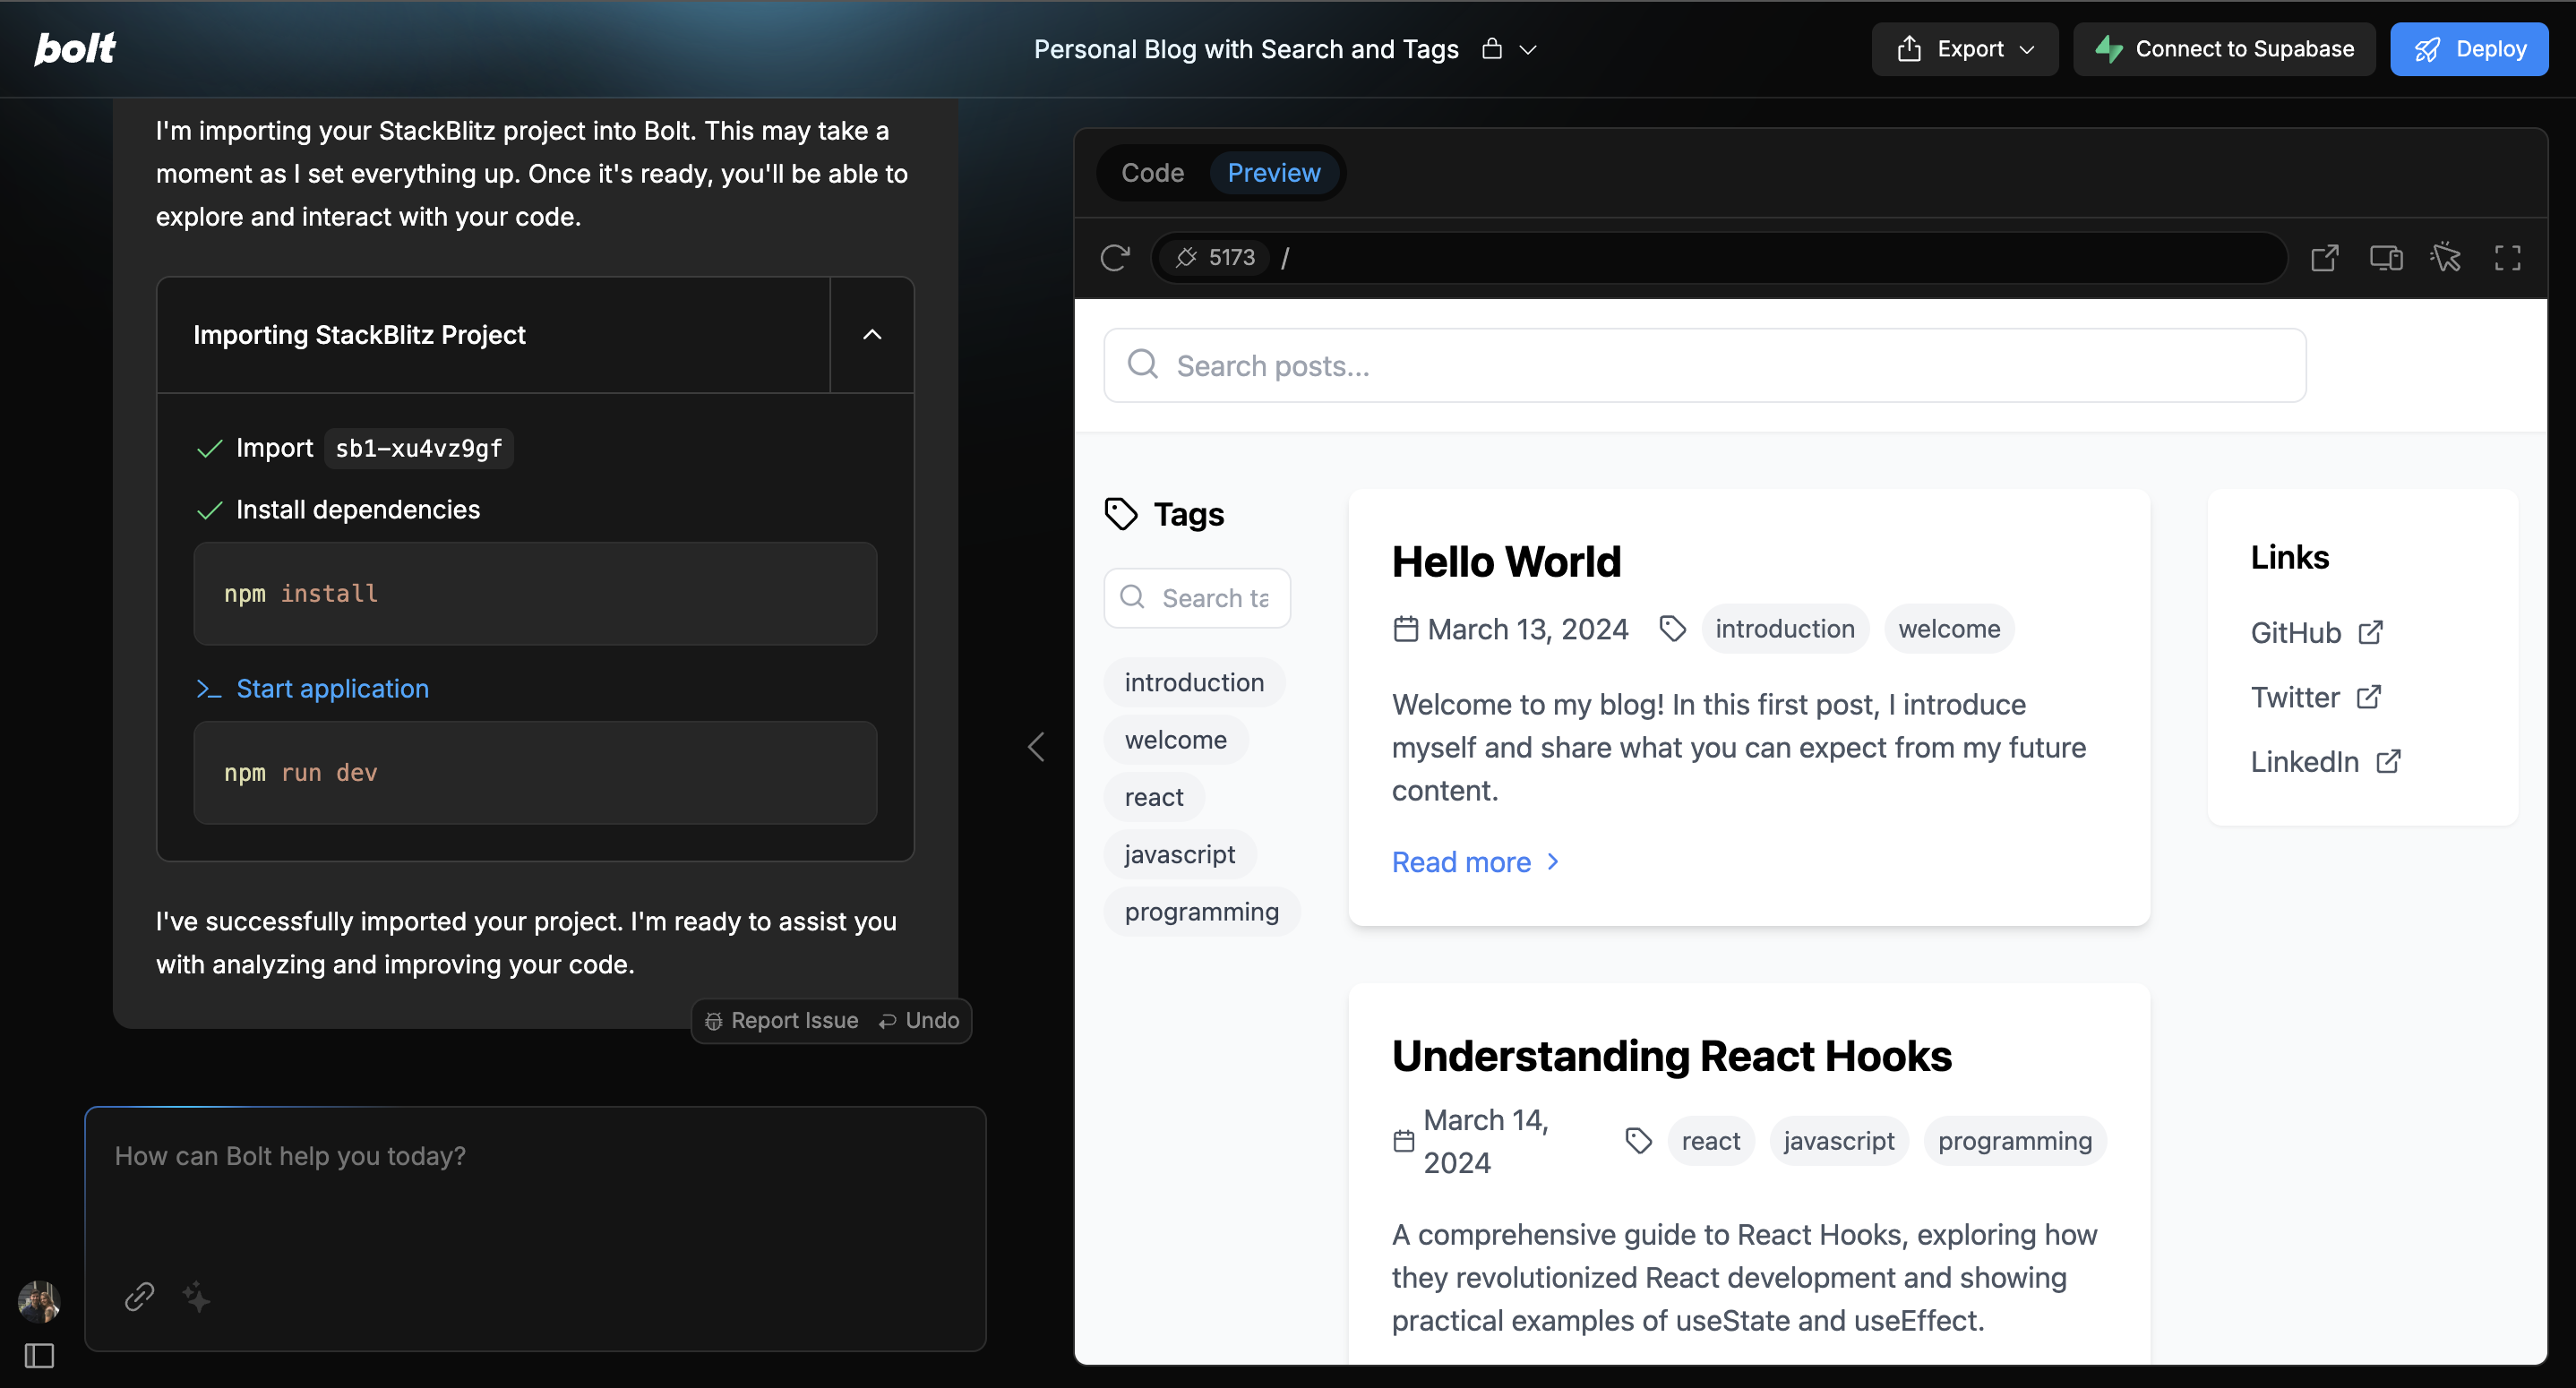 bolt
Personal Blog with Search and Tags
Export
Connect to Supabase
Deploy
I'm importing your StackBlitz project into Bolt. This may take a
moment as I set everything up. Once it's ready, you'll be able to
explore and interact with your code.
Importing StackBlitz Project
Import sb1-xu4vz9gf
Install dependencies
npm install
Start application
npm run dev
I've successfully imported your project. I'm ready to assist you
with analyzing and improving your code.
Report Issue Undo
How can Bolt help you today?
Code Preview
5173 /
Search posts...
Tags
Search ta
introduction
welcome
react
javascript
programming
Hello World
March 13, 2024 introduction welcome
Welcome to my blog! In this first post, I introduce
myself and share what you can expect from my future
content.
Read more
Understanding React Hooks
March 14,
2024
react javascript programming
A comprehensive guide to React Hooks, exploring how
they revolutionized React development and showing
practical examples of useState and useEffect.
Links
GitHub
Twitter
LinkedIn